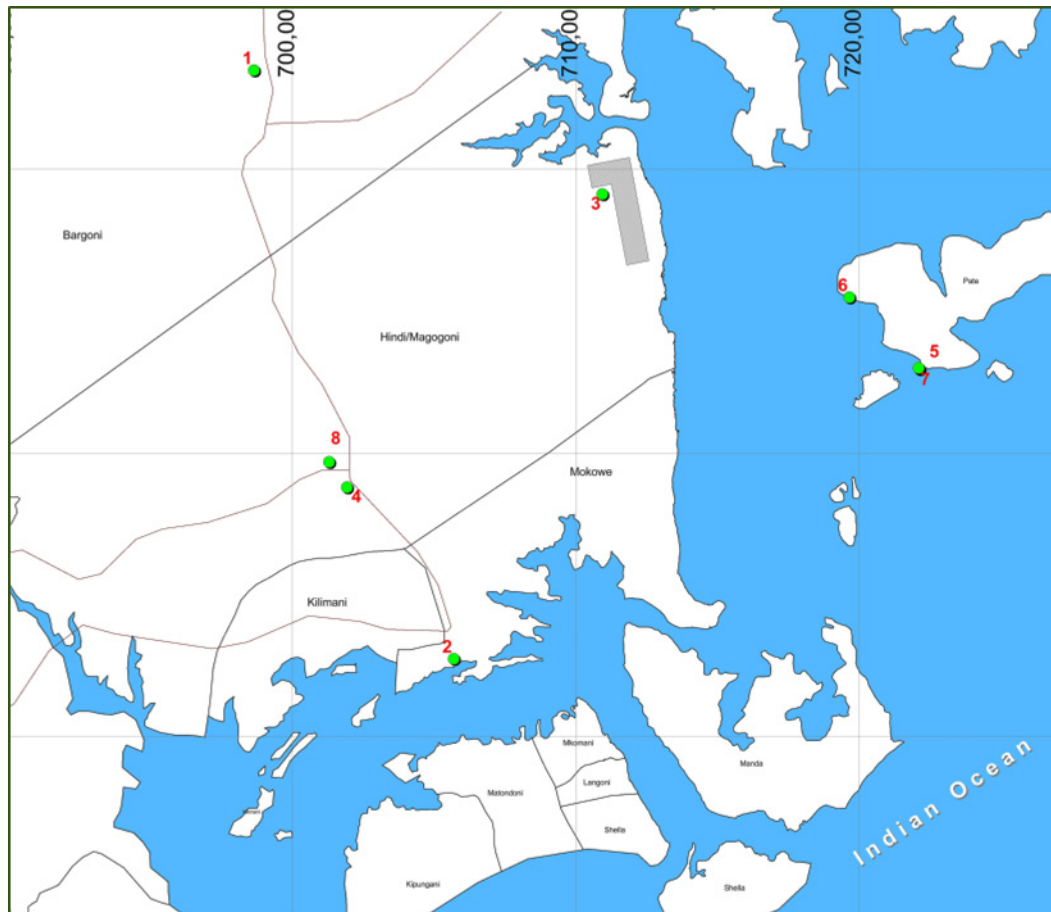 700,00
710,00
720,00
1
3
Bargoni
6
Pate
Hindi/Magogoni
5
7
8
Mokowe
4
Kilimani
2
Mkomani
Manda
Langoni
Matondoni
Shella
Indian Ocean
Kipungani
Shella